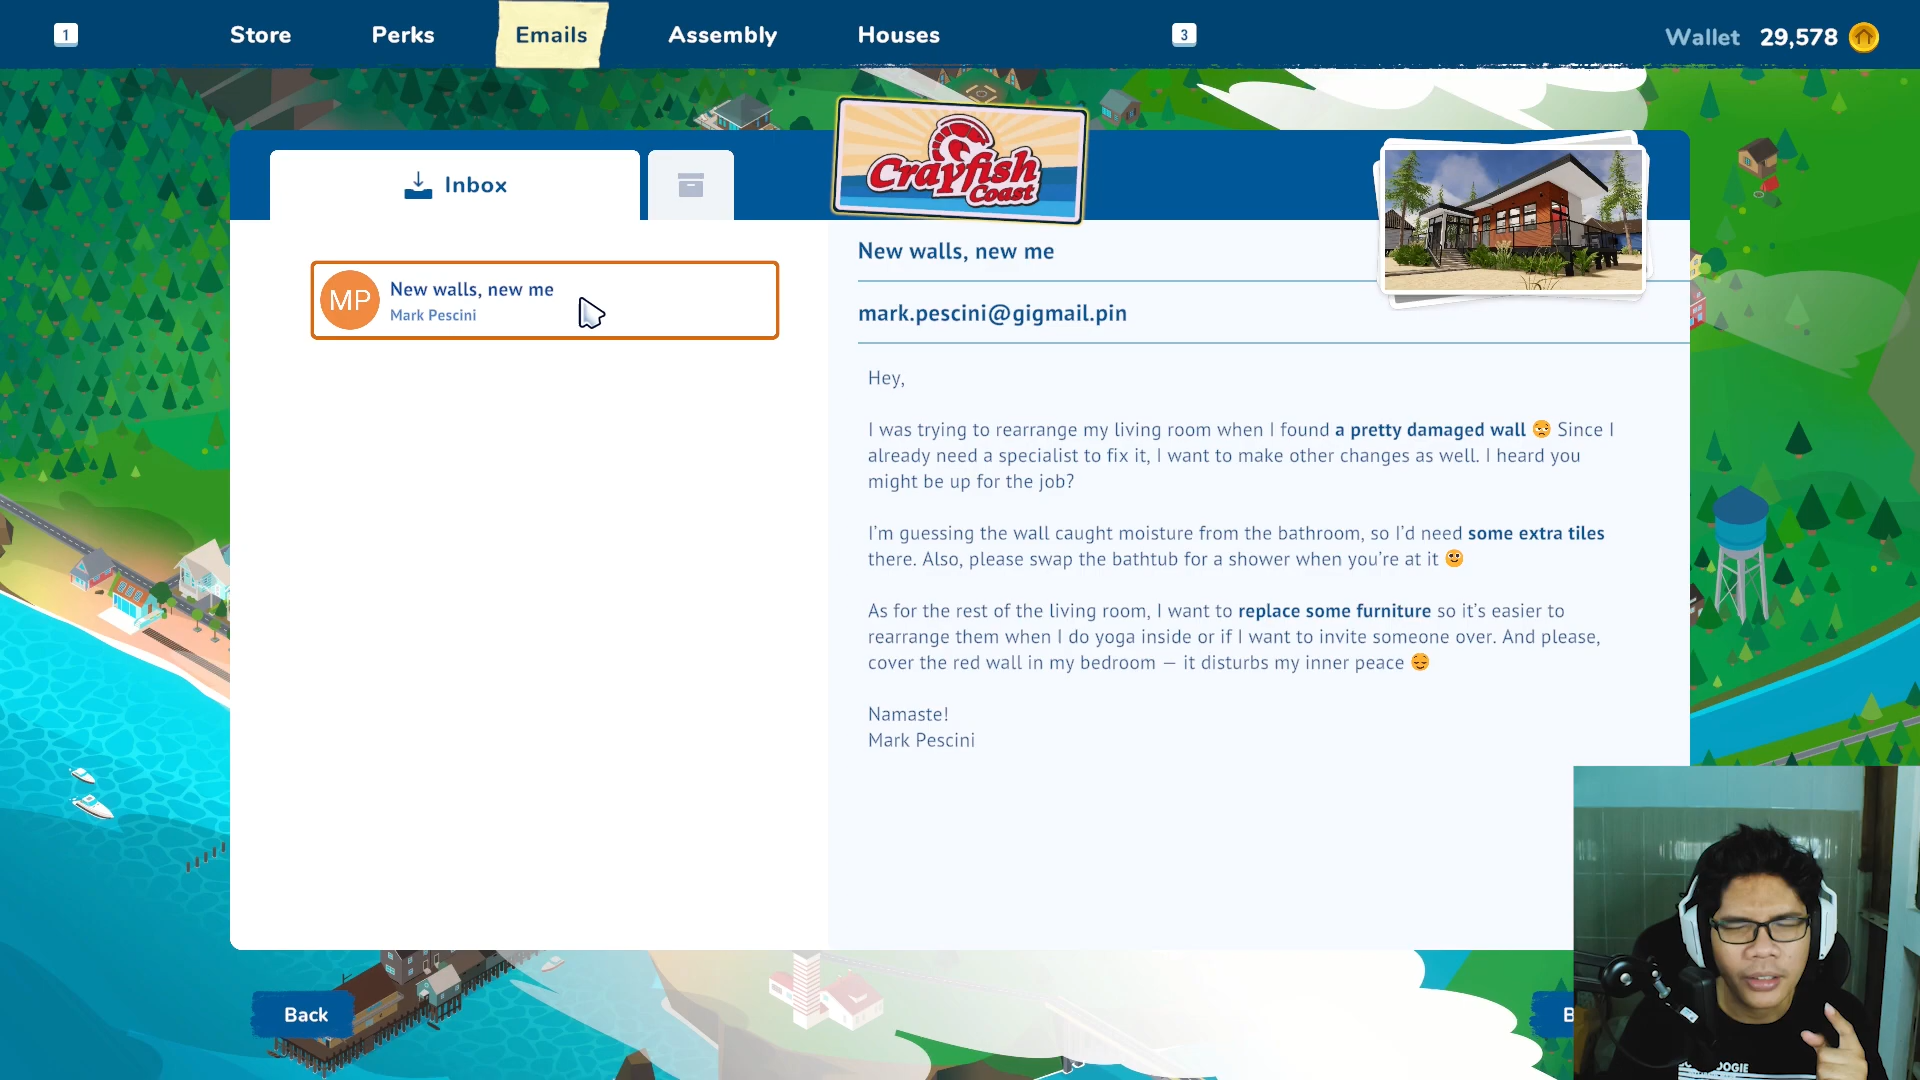 1
Store
Perks
Emails
Assembly
Houses
3
Wallet 29,578
Inbox
Crayfish
Coast
MP
New walls, new me
Mark Pescini
New walls, new me
mark.pescini@gigmail.pin
Hey,
I was trying to rearrange my living room when I found a pretty damaged wall 😠 Since I
already need a specialist to fix it, I want to make other changes as well. I heard you
might be up for the job?
I'm guessing the wall caught moisture from the bathroom, so I'd need some extra tiles
there. Also, please swap the bathtub for a shower when you're at it 🙂
As for the rest of the living room, I want to replace some furniture so it's easier to
rearrange them when I do yoga inside or if I want to invite someone over. And please,
cover the red wall in my bedroom — it disturbs my inner peace 😌
Namaste!
Mark Pescini
Back